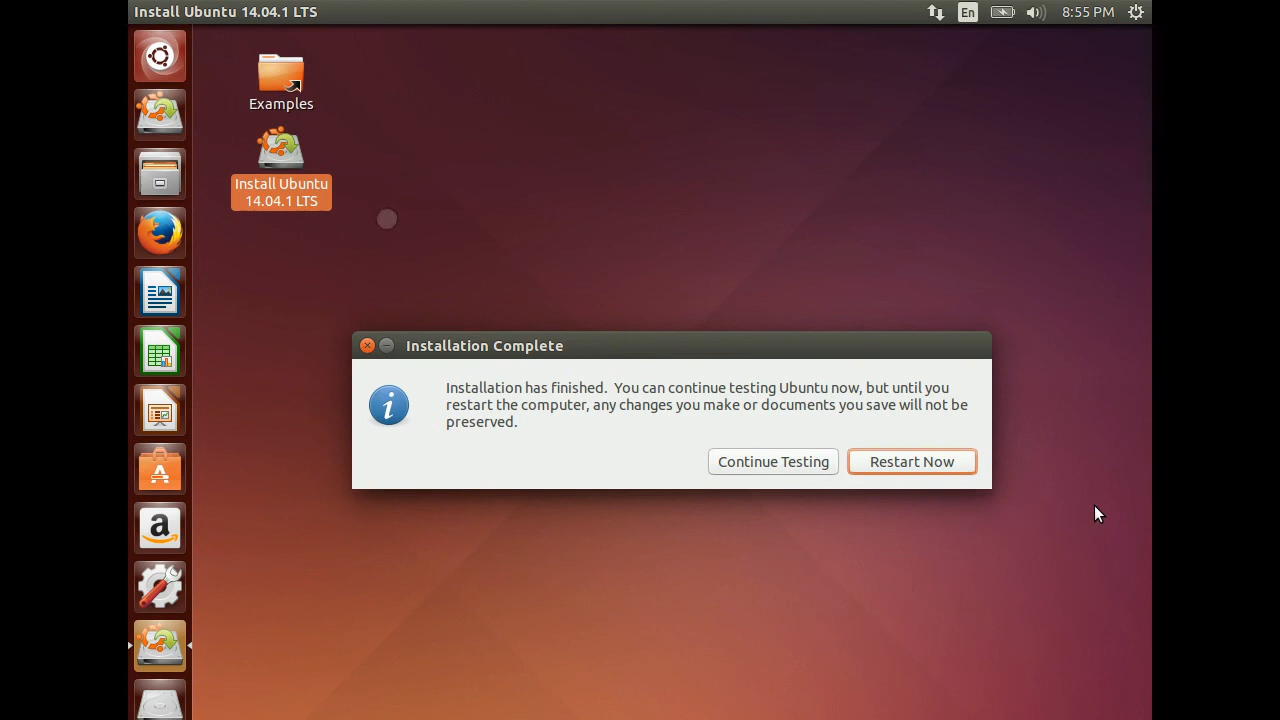 Install Ubuntu 14.04.1 LTS
En
8:55 PM
Examples
Install Ubuntu
14.04.1 LTS
Installation Complete
Installation has finished.  You can continue testing Ubuntu now, but until you
restart the computer, any changes you make or documents you save will not be
preserved.
Continue Testing
Restart Now